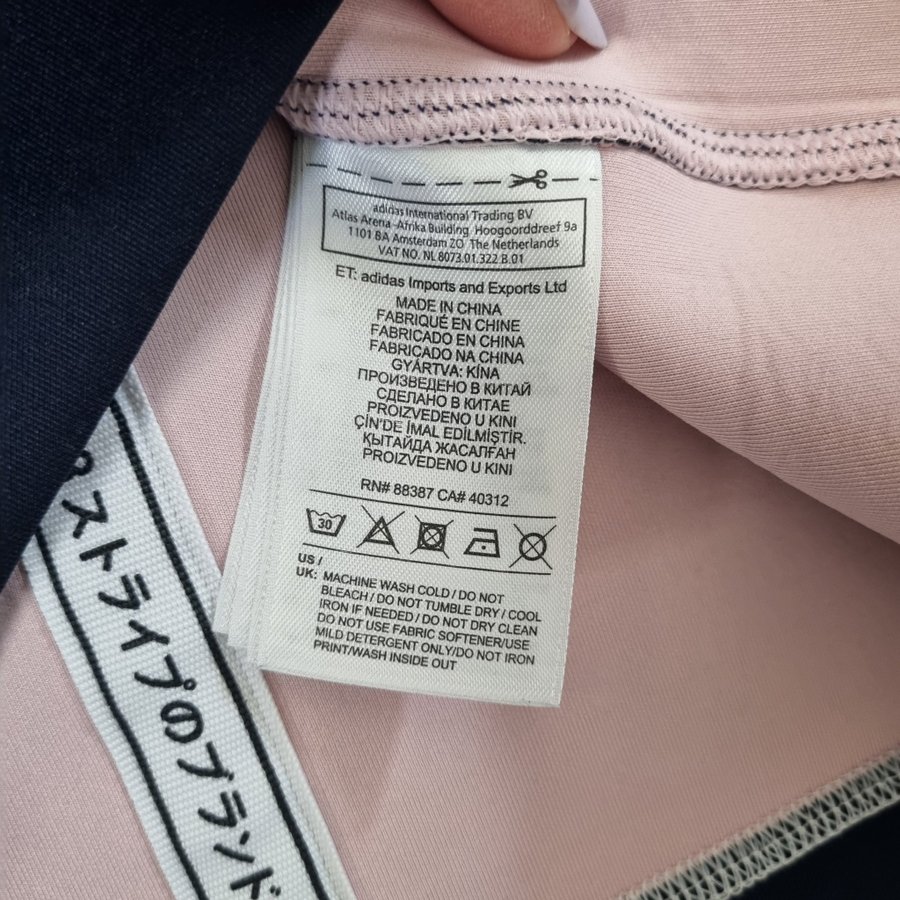 adidas International Trading BV
Atlas Arena -Afrika Building Hoogoorddreef 9a
1101 BA Amsterdam ZO The Netherlands
VAT NO. NL 8073.01.322 B.01
ET: adidas Imports and Exports Ltd
MADE IN CHINA
FABRIQUÉ EN CHINE
FABRICADO EN CHINA
FABRICADO NA CHINA
GYÁRTVA: KÍNA
ПРОИЗВЕДЕНО В КИТАЙ
СДЕЛАНО В КИТАЕ
PROIZVEDENO U KINI
ÇİN'DE İMAL EDİLMİŞTİR.
ҚЫТАЙДА ЖАСАЛҒАН
PROIZVEDENO U KINI
RN# 88387 CA# 40312
30
US /
UK: MACHINE WASH COLD / DO NOT
BLEACH / DO NOT TUMBLE DRY / COOL
IRON IF NEEDED / DO NOT DRY CLEAN
DO NOT USE FABRIC SOFTENER/USE
MILD DETERGENT ONLY/DO NOT IRON
PRINT/WASH INSIDE OUT
ストライプのブランド